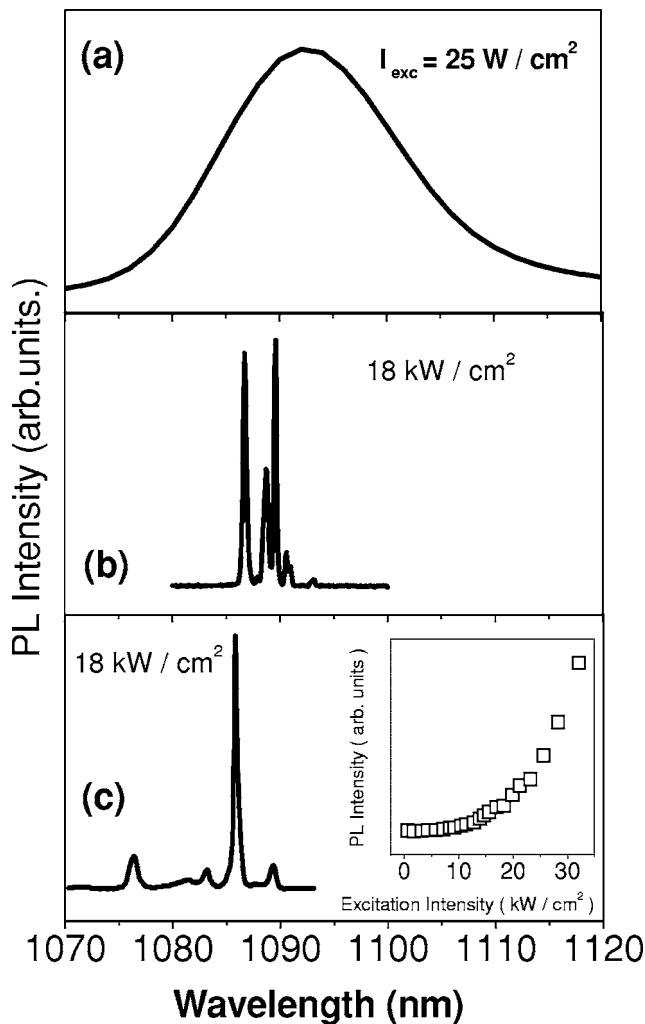 (a)
I exc = 25 W / cm²
PL Intensity (arb.units.)
18 kW / cm²
(b)
18 kW / cm²
(c)
PL Intensity ( arb. units )
0 10 20 30
Excitation Intensity ( kW / cm² )
1070 1080 1090 1100 1110 1120
Wavelength (nm)